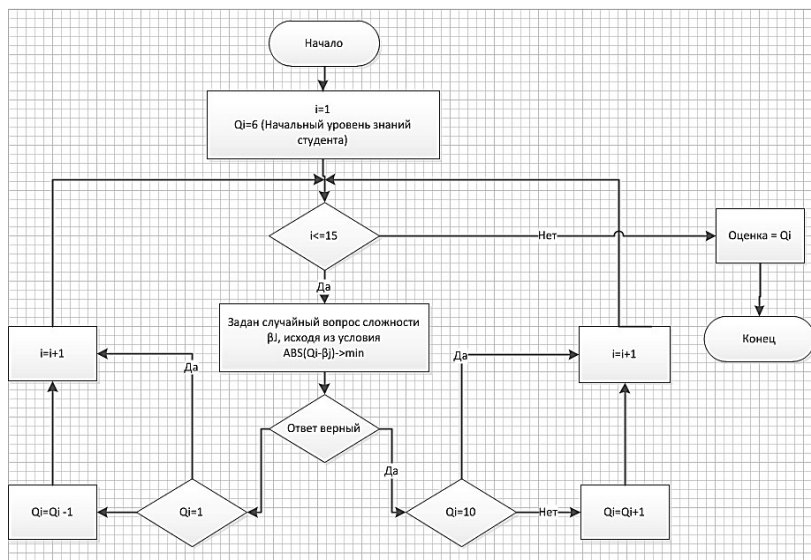 Начало
i=1
Qi=6 (Начальный уровень знаний
студента)
i<=15
Нет
Оценка = Qi
Да
Задан случайный вопрос сложности
βJ, исходя из условия
ABS(Qi-βj)->min
Конец
i=i+1
Да
Да
i=i+1
Ответ верный
Да
Qi=Qi -1
Qi=1
Qi=10
Нет
Qi=Qi+1